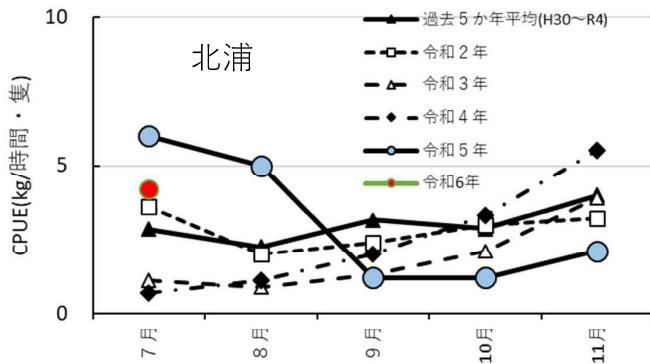 10
5
0
CPUE(kg/時間・隻)
北浦
過去5か年平均(H30～R4)
令和2年
令和3年
令和4年
令和5年
令和6年
7月
8月
9月
10月
11月